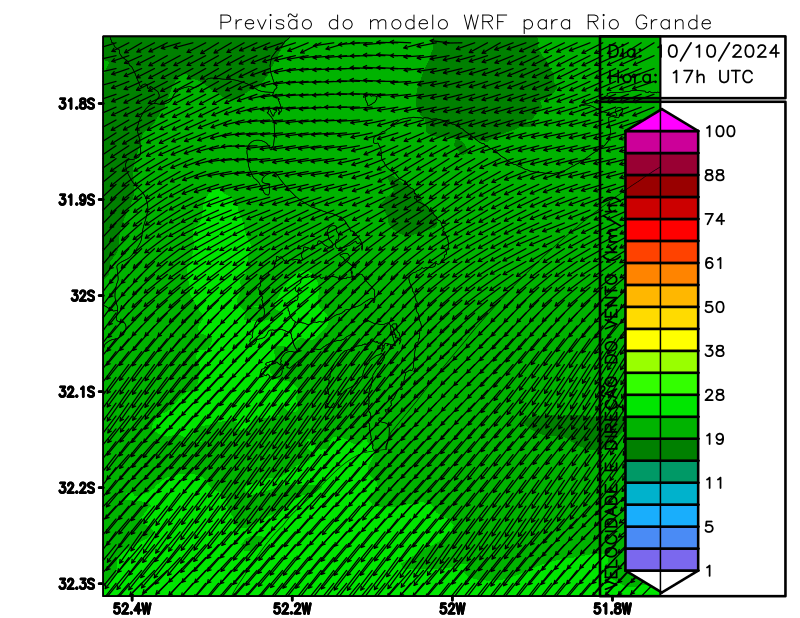 Previsão do modelo WRF para Rio Grande
Dia: 10/10/2024
Hora: 17h UTC
31.8S
31.9S
32S
32.1S
32.2S
32.3S
52.4W
52.2W
52W
51.8W
VELOCIDADE E DIREÇÃO DO VENTO (km/h)
100
88
74
61
50
38
28
19
11
5
1